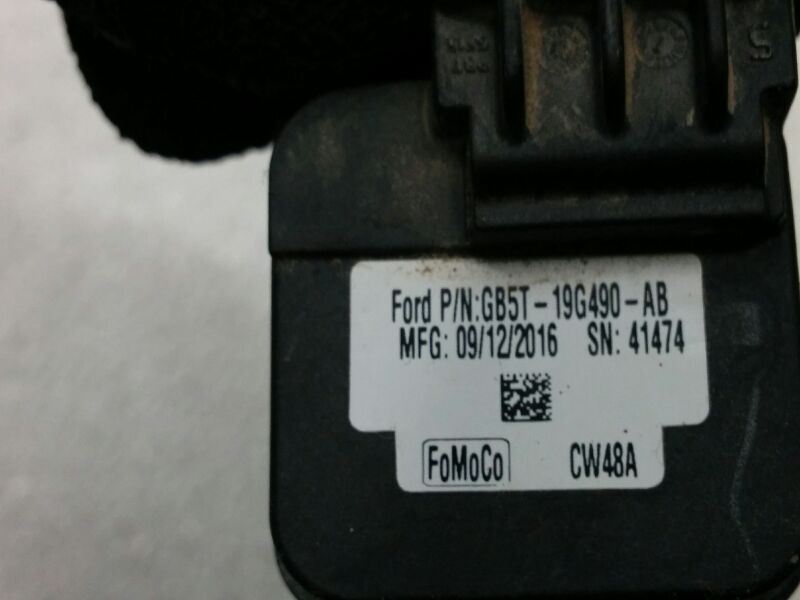 S
Ford P/N:GB5T-19G490-AB
MFG: 09/12/2016 SN: 41474
FoMoCo CW48A